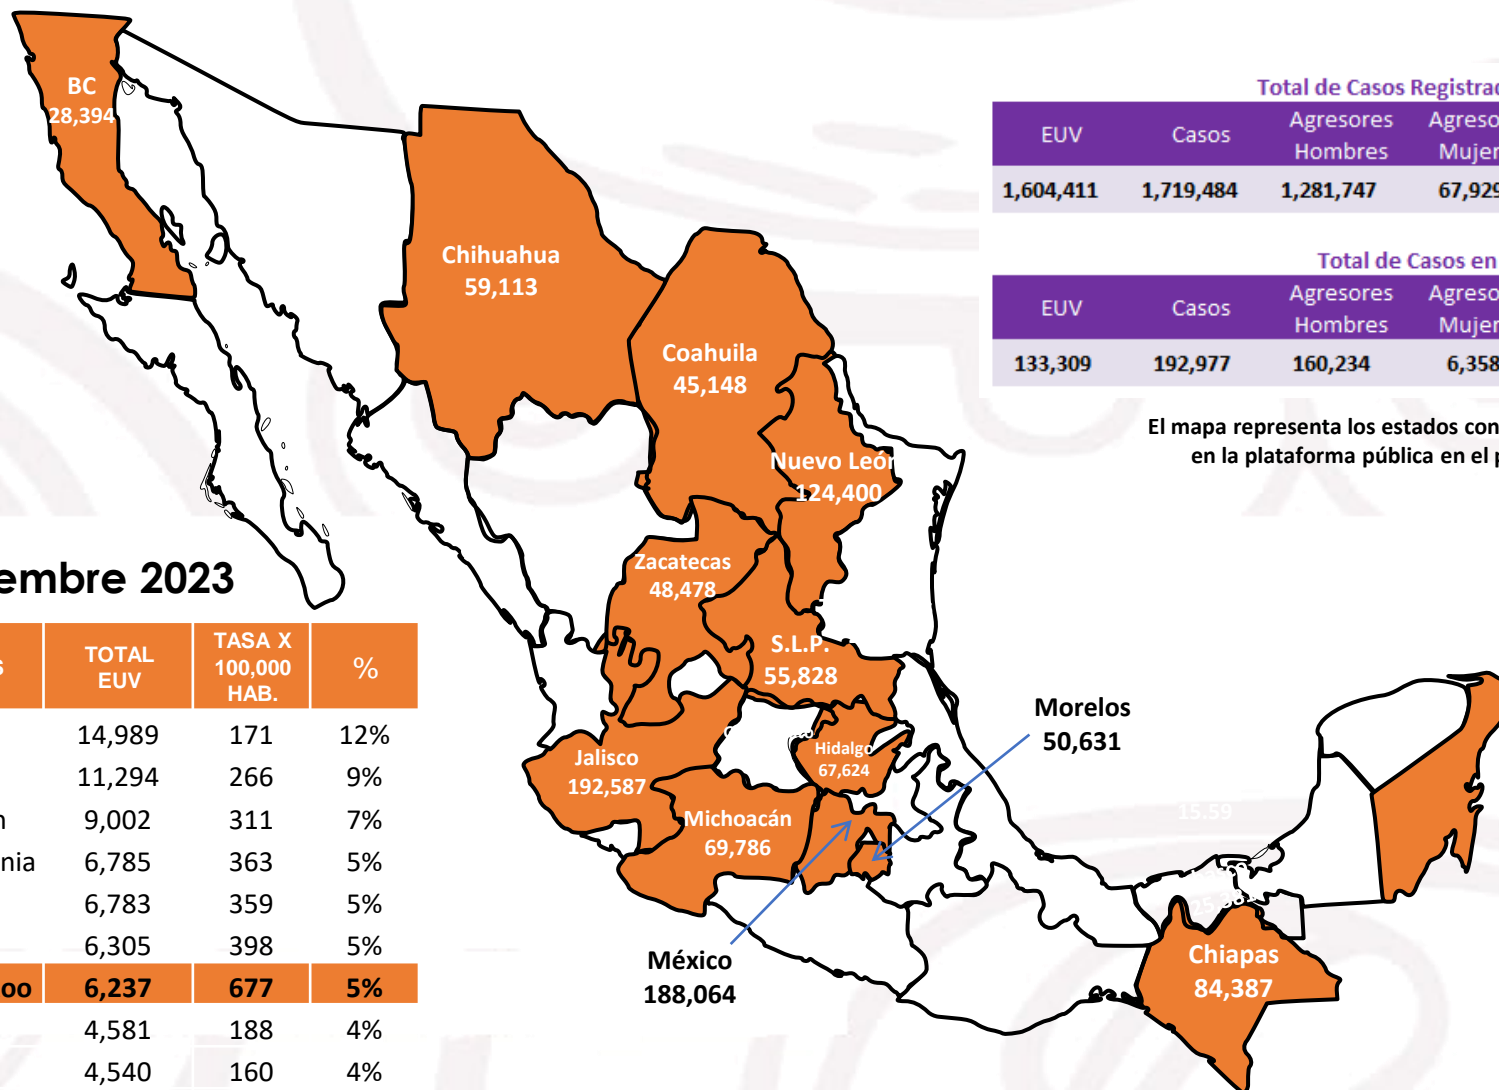 BC
28,394
Chihuahua
59,113
Coahuila
45,148
Nuevo León
124,400
Zacatecas
48,478
S.L.P.
55,828
Jalisco
192,587
Hidalgo
67,624
Michoacán
69,786
Morelos
50,631
México
188,064
15.59
Chiapas
84,387
Total de Casos Registrad
EUV Casos Agresores Hombres Agreso Mujer
1,604,411 1,719,484 1,281,747 67,929
Total de Casos en
EUV Casos Agresores Hombres Agreso Mujer
133,309 192,977 160,234 6,358
El mapa representa los estados con
en la plataforma pública en el p
embre 2023
S TOTAL EUV TASA X 100,000 HAB. %
14,989 171 12%
11,294 266 9%
n 9,002 311 7%
nia 6,785 363 5%
6,783 359 5%
6,305 398 5%
oo 6,237 677 5%
4,581 188 4%
4,540 160 4%